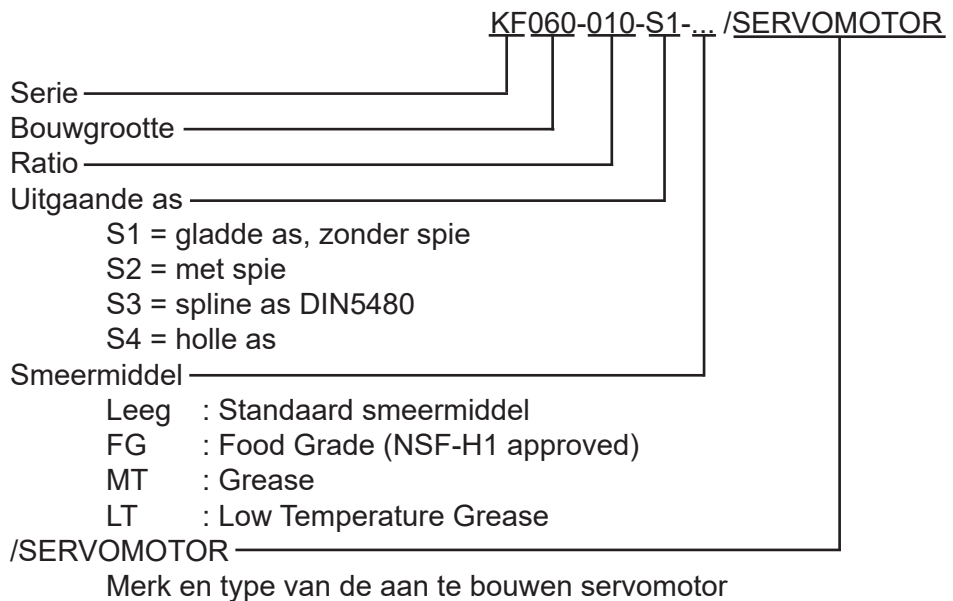 KF060-010-S1-... /SERVOMOTOR
Serie
Bouwgrootte
Ratio
Uitgaande as
S1 = gladde as, zonder spie
S2 = met spie
S3 = spline as DIN5480
S4 = holle as
Smeermiddel
Leeg : Standaard smeermiddel
FG : Food Grade (NSF-H1 approved)
MT : Grease
LT : Low Temperature Grease
/SERVOMOTOR
Merk en type van de aan te bouwen servomotor